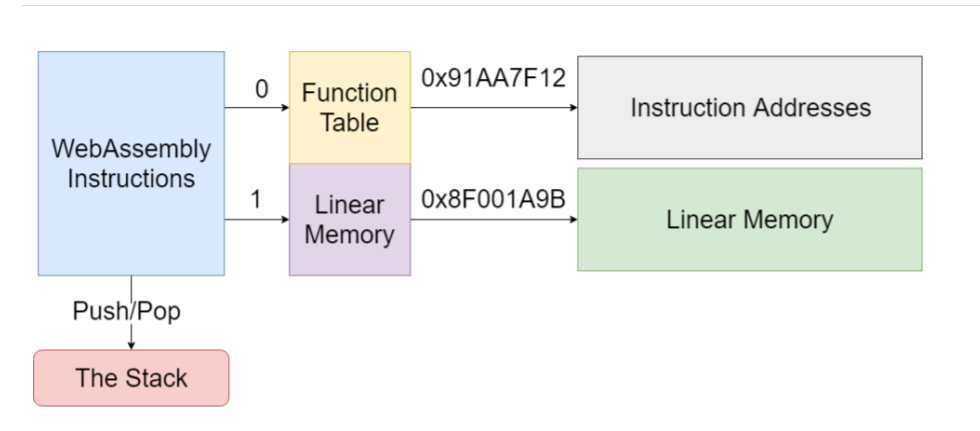 0
Function
Table
0x91AA7F12
Instruction Addresses
WebAssembly
Instructions
1
Linear
Memory
0x8F001A9B
Linear Memory
Push/Pop
The Stack